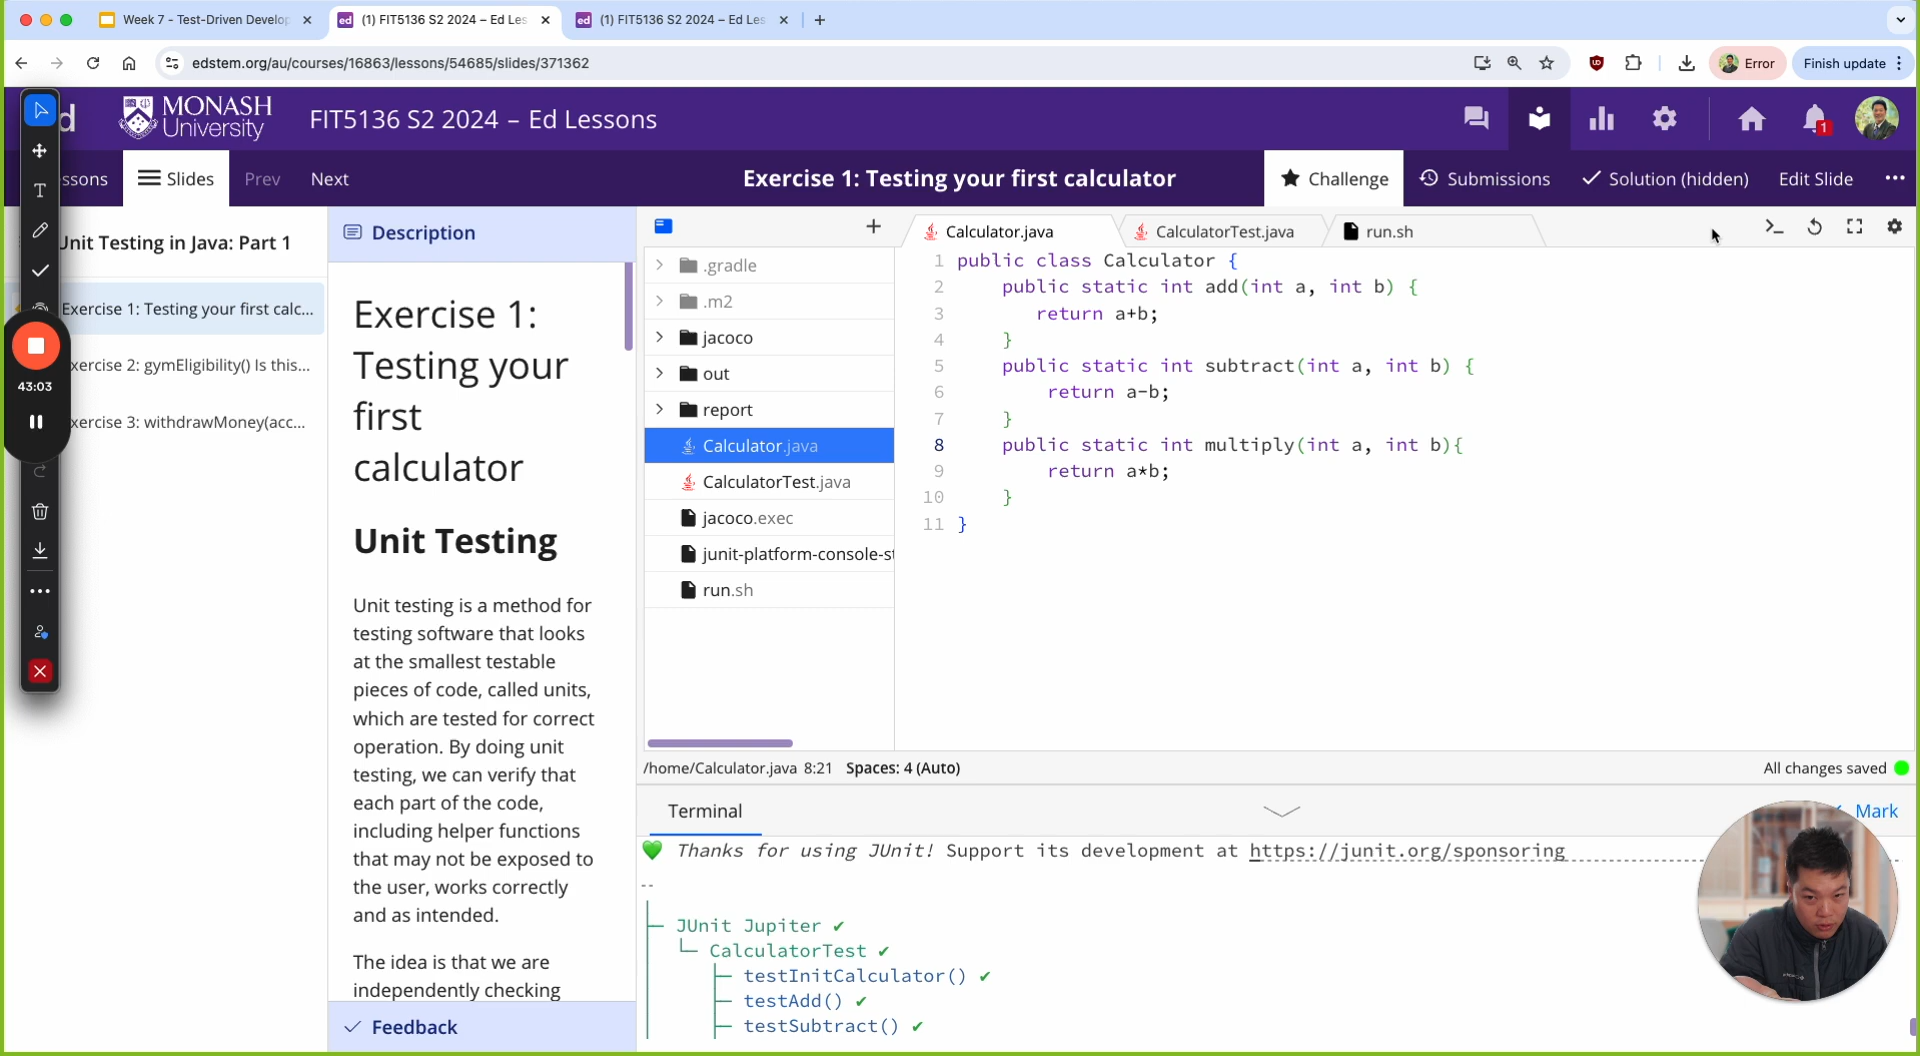 Week 7 - Test-Driven Develop
(1) FIT5136 S2 2024 – Ed Les
(1) FIT5136 S2 2024 – Ed Les
edstem.org/au/courses/16863/lessons/54685/slides/371362
Error
Finish update
d
MONASH
University
FIT5136 S2 2024 – Ed Lessons
1
ssons
Slides
Prev
Next
Exercise 1: Testing your first calculator
Challenge
Submissions
Solution (hidden)
Edit Slide
Unit Testing in Java: Part 1
Exercise 1: Testing your first calc...
xercise 2: gymEligibility() Is this...
xercise 3: withdrawMoney(acc...
T
43:03
Description
Exercise 1:
Testing your
first
calculator
Unit Testing
Unit testing is a method for
testing software that looks
at the smallest testable
pieces of code, called units,
which are tested for correct
operation. By doing unit
testing, we can verify that
each part of the code,
including helper functions
that may not be exposed to
the user, works correctly
and as intended.
The idea is that we are
independently checking
Feedback
.gradle
.m2
jacoco
out
report
Calculator.java
CalculatorTest.java
jacoco.exec
junit-platform-console-st
run.sh
Calculator.java
CalculatorTest.java
run.sh
1 public class Calculator {
2 public static int add(int a, int b) {
3 return a+b;
4 }
5 public static int subtract(int a, int b) {
6 return a-b;
7 }
8 public static int multiply(int a, int b){
9 return a*b;
10 }
11 }
/home/Calculator.java 8:21 Spaces: 4 (Auto)
All changes saved
Terminal
Mark
💚 Thanks for using JUnit! Support its development at https://junit.org/sponsoring
--
├─ JUnit Jupiter ✔
│ └─ CalculatorTest ✔
│ ├─ testInitCalculator() ✔
│ ├─ testAdd() ✔
│ ├─ testSubtract() ✔